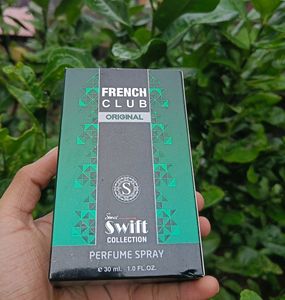 FRENCH
CLUB
ORIGINAL
S
Swift
COLLECTION
PERFUME SPRAY
℮ 30 ml. 1.0 FL.OZ.